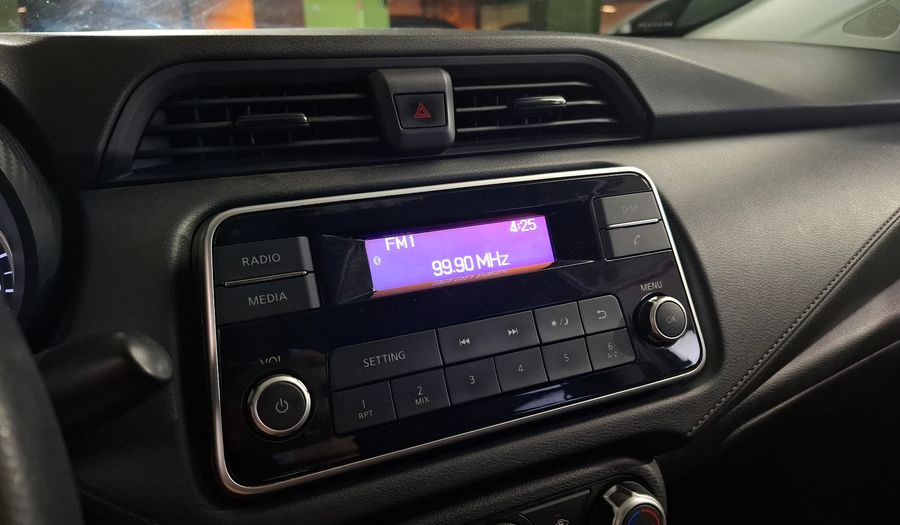 FM1 4:25
99.90 MHz
RADIO
MEDIA
DISP
MENU
OK
VOL
SETTING
1 RPT
2 MIX
3
4
5
6 A-Z